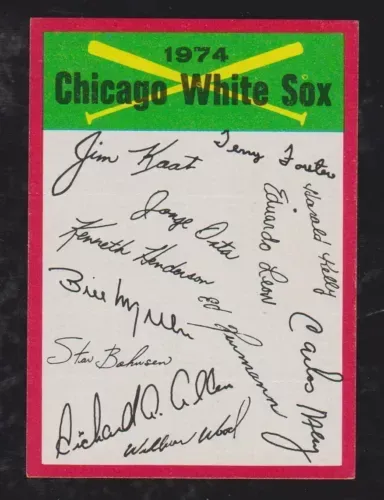 1974
Chicago White Sox
Jim Kaat
Terry Forster
Harold Kelly
Eduardo Leon
Jorge Orta
Kenneth Henderson
Bill Melton
Ed Herrmann
Carlos May
Stan Bahnsen
Richard A. Allen
Wilbur Wood